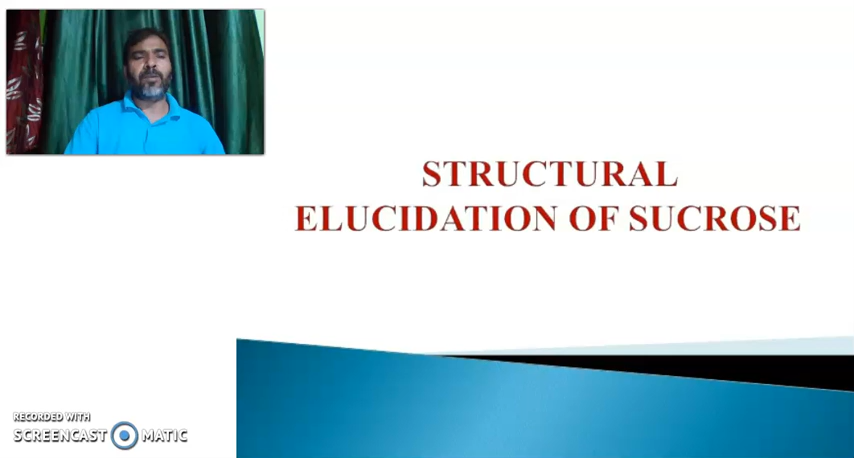 STRUCTURAL
ELUCIDATION OF SUCROSE
RECORDED WITH
SCREENCAST MATIC